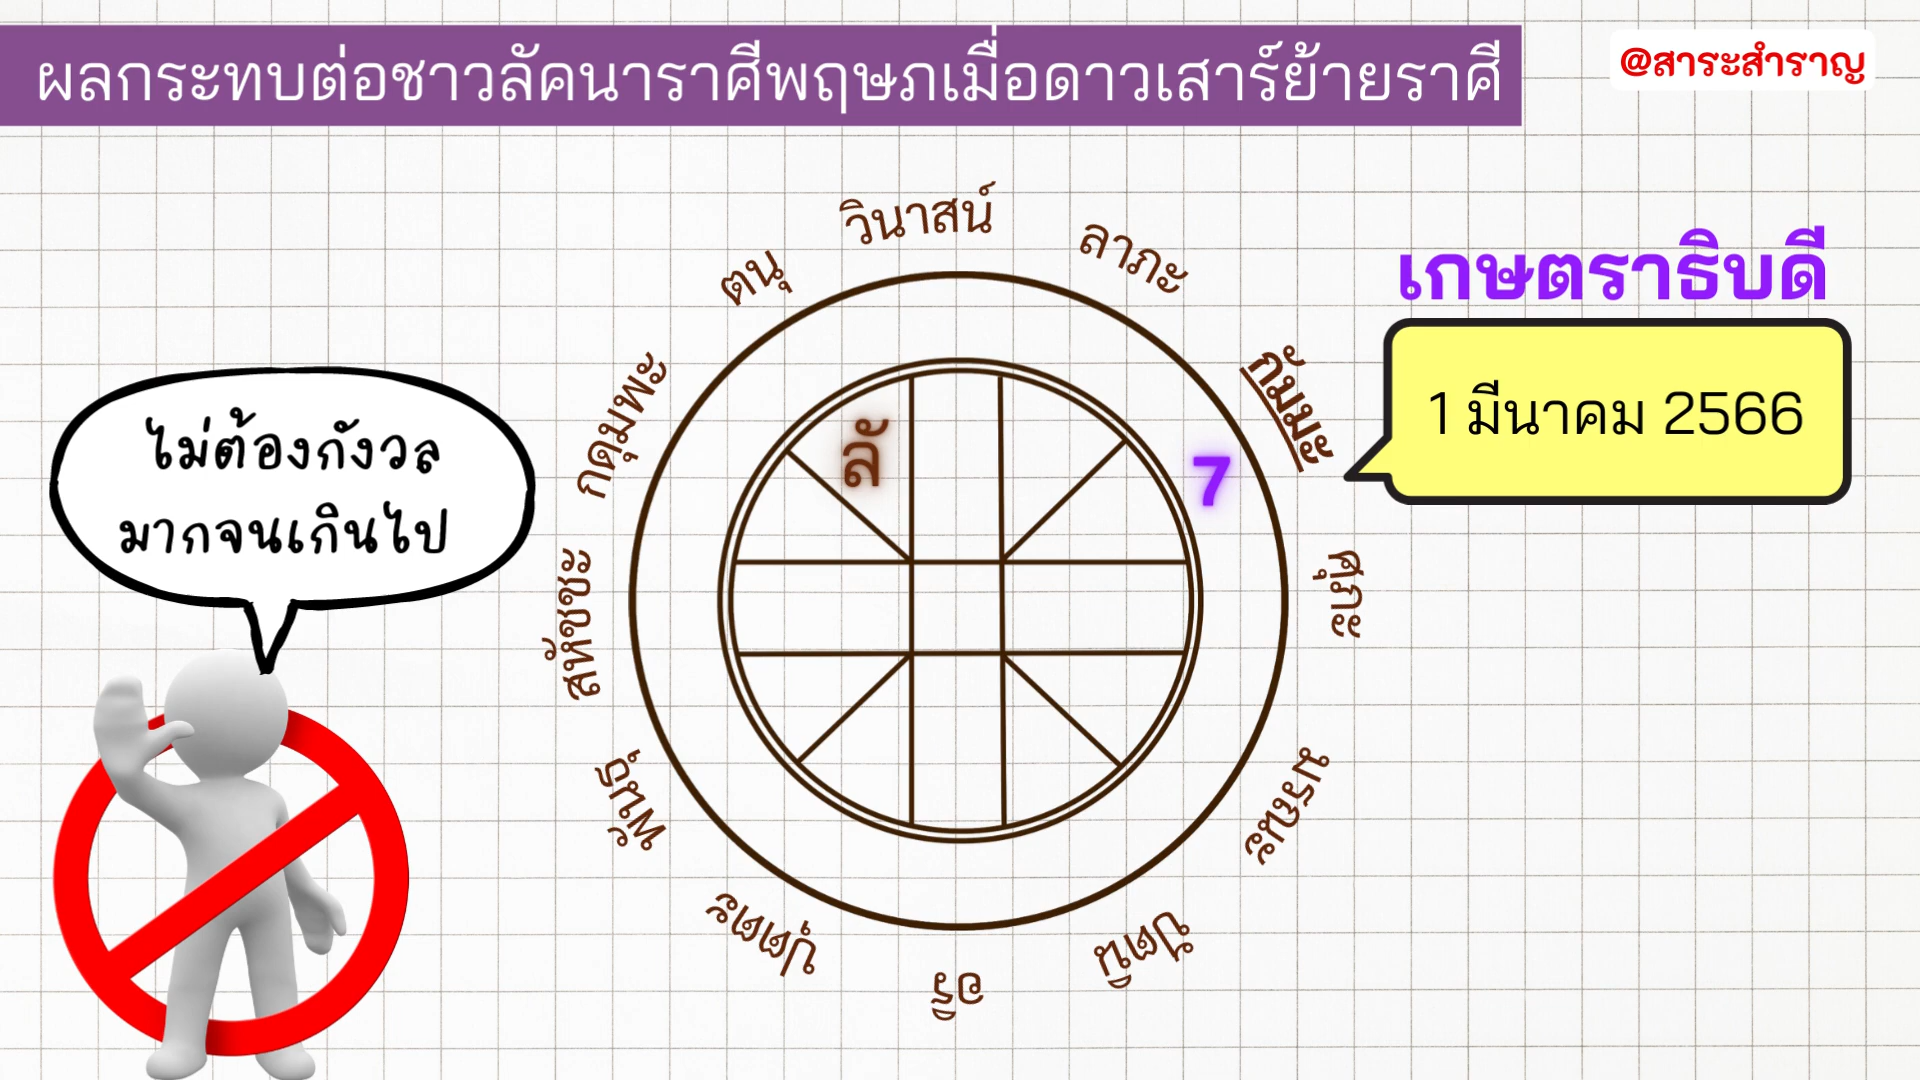 ผลกระทบต่อชาวลัคนาราศีพฤษภเมื่อดาวเสาร์ย้ายราศี
@สาระสำราญ
วินาสน์
ลาภะ
ตนุ
เกษตราธิบดี
กัมมะ
1 มีนาคม 2566
กดุมพะ
ไม่ต้องกังวล
มากจนเกินไป
ลั
7
สหัชชะ
ศุภะ
พันธุ์
มรณะ
ปุตตะ
ปัตนิ
อริ